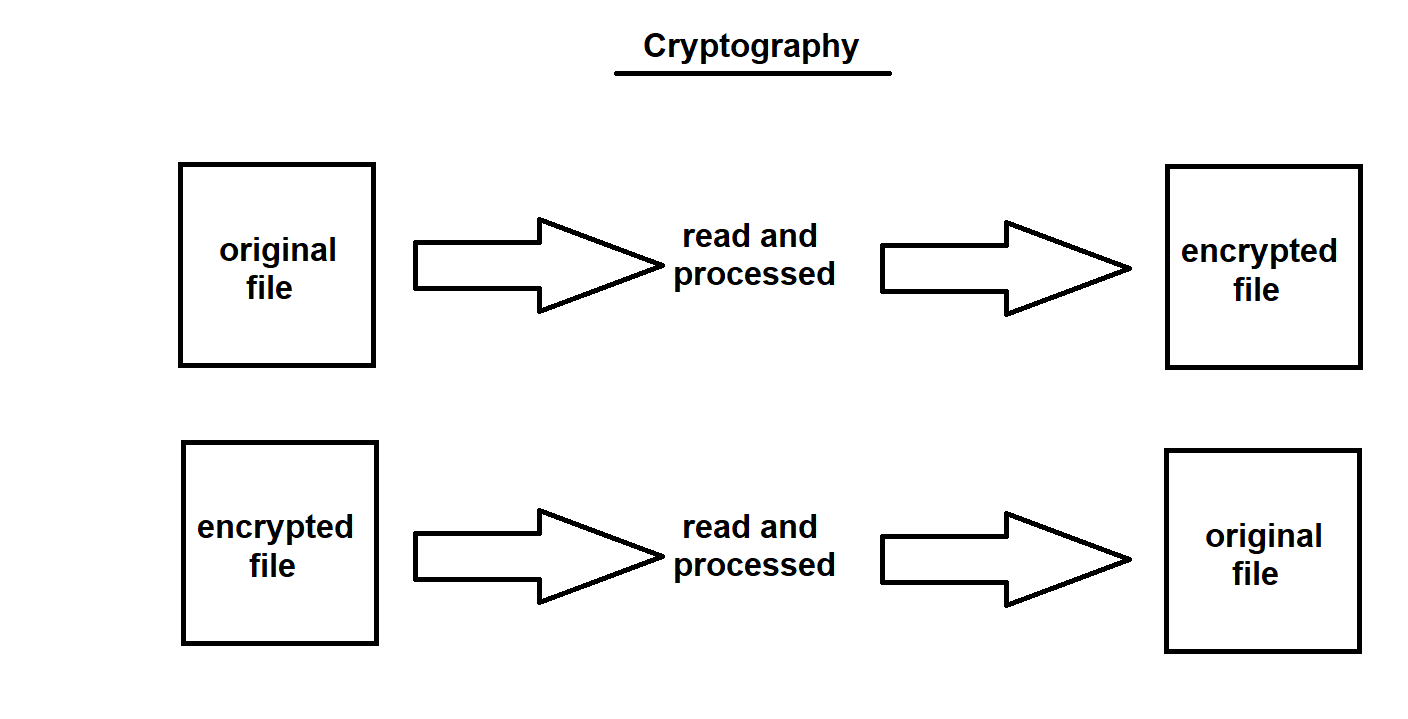 Cryptography
original
file
read and
processed
encrypted
file
encrypted
file
read and
processed
original
file